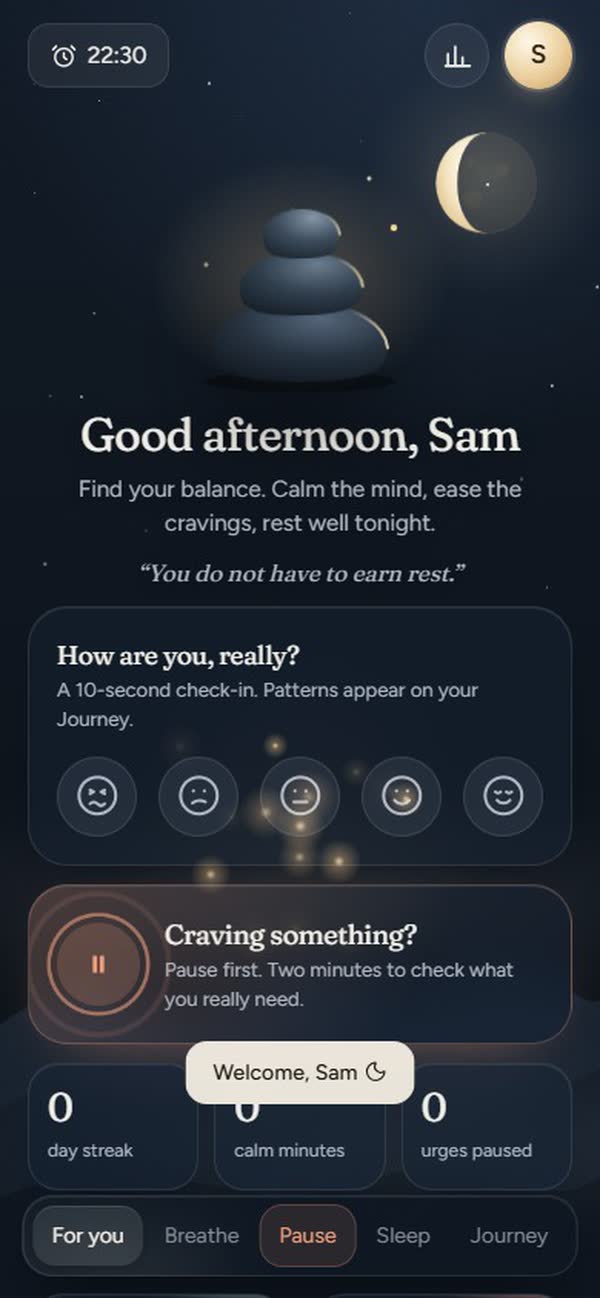 22:30
S
Good afternoon, Sam
Find your balance. Calm the mind, ease the
cravings, rest well tonight.
“You do not have to earn rest.”
How are you, really?
A 10-second check-in. Patterns appear on your
Journey.
Craving something?
Pause first. Two minutes to check what
you really need.
Welcome, Sam
0 0 0
day streak calm minutes urges paused
For you Breathe Pause Sleep Journey